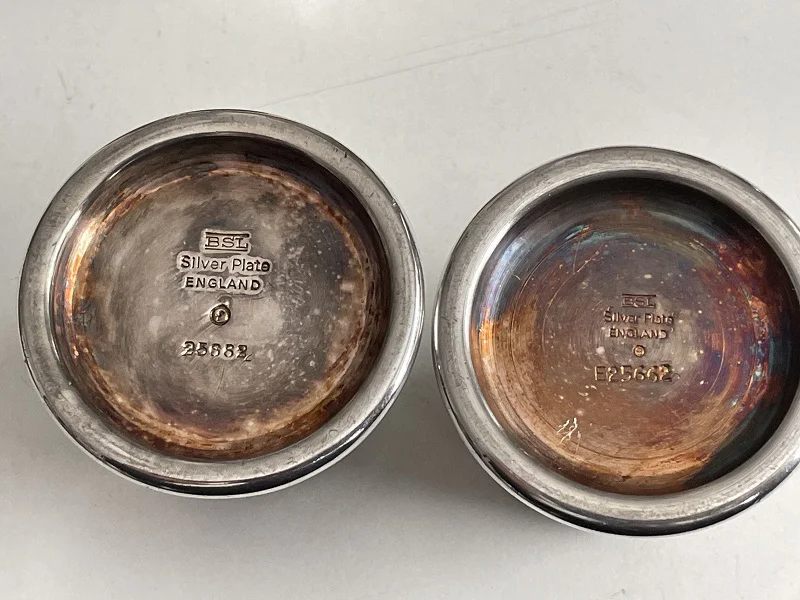 BSL
Silver Plate
ENGLAND
BSL
Silver Plate
ENGLAND
E25662